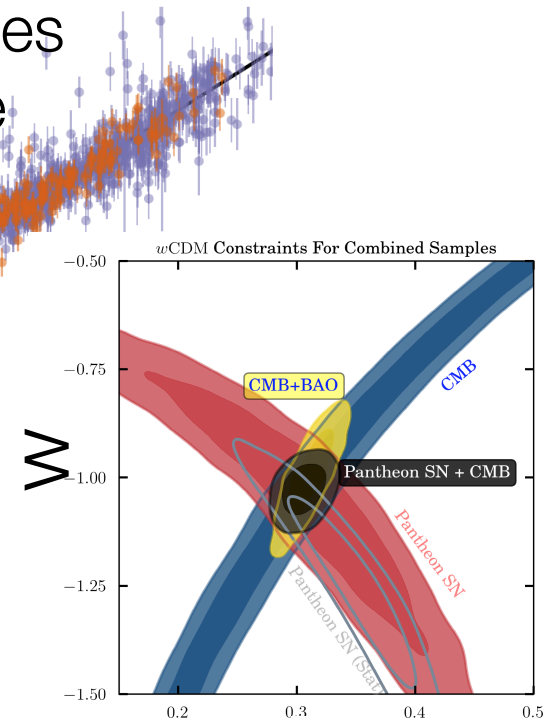 es
e
wCDM Constraints For Combined Samples
−0.50
−0.75
−1.00
−1.25
−1.50
w
CMB+BAO
CMB
Pantheon SN + CMB
Pantheon SN
Pantheon SN (Stat)
0.2
0.3
0.4
0.5